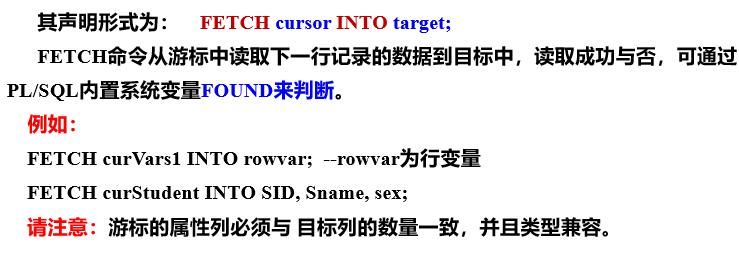 其声明形式为： FETCH cursor INTO target;
FETCH命令从游标中读取下一行记录的数据到目标中，读取成功与否，可通过
PL/SQL内置系统变量FOUND来判断。
例如：
FETCH curVars1 INTO rowvar; --rowvar为行变量
FETCH curStudent INTO SID, Sname, sex;
请注意：游标的属性列必须与 目标列的数量一致，并且类型兼容。